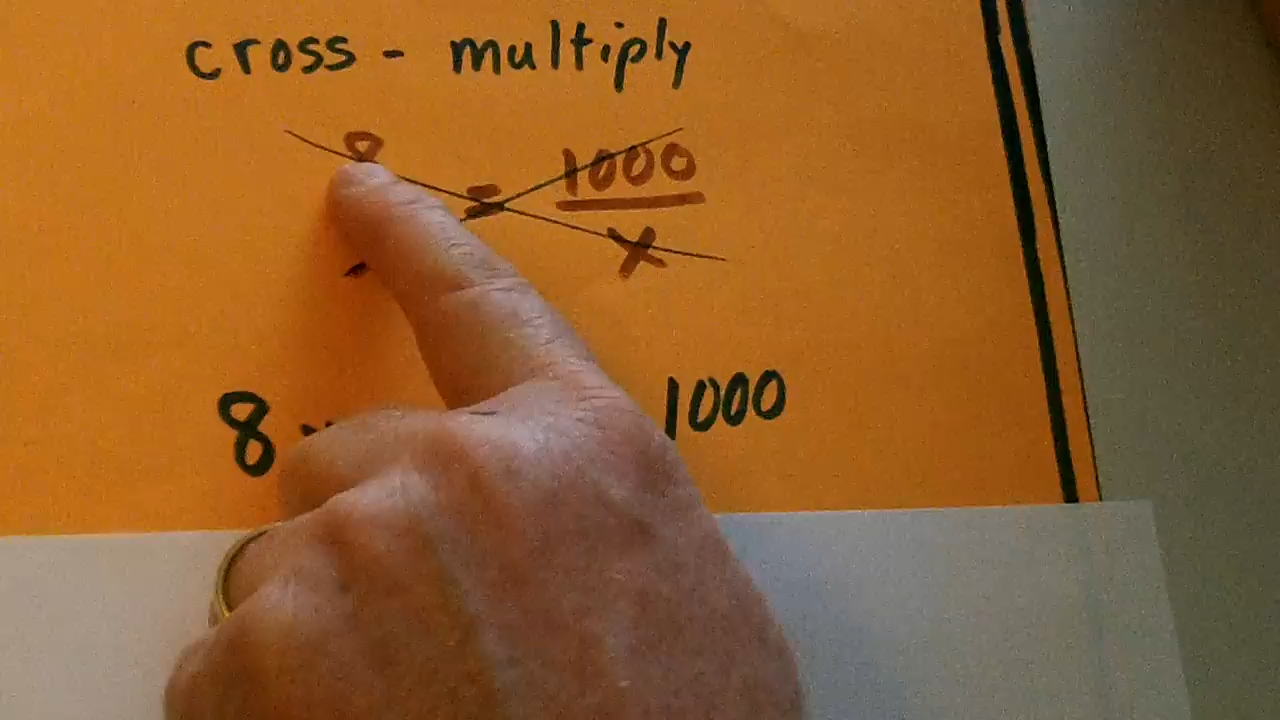 cross - multiply
8 = 1000
x
8 1000